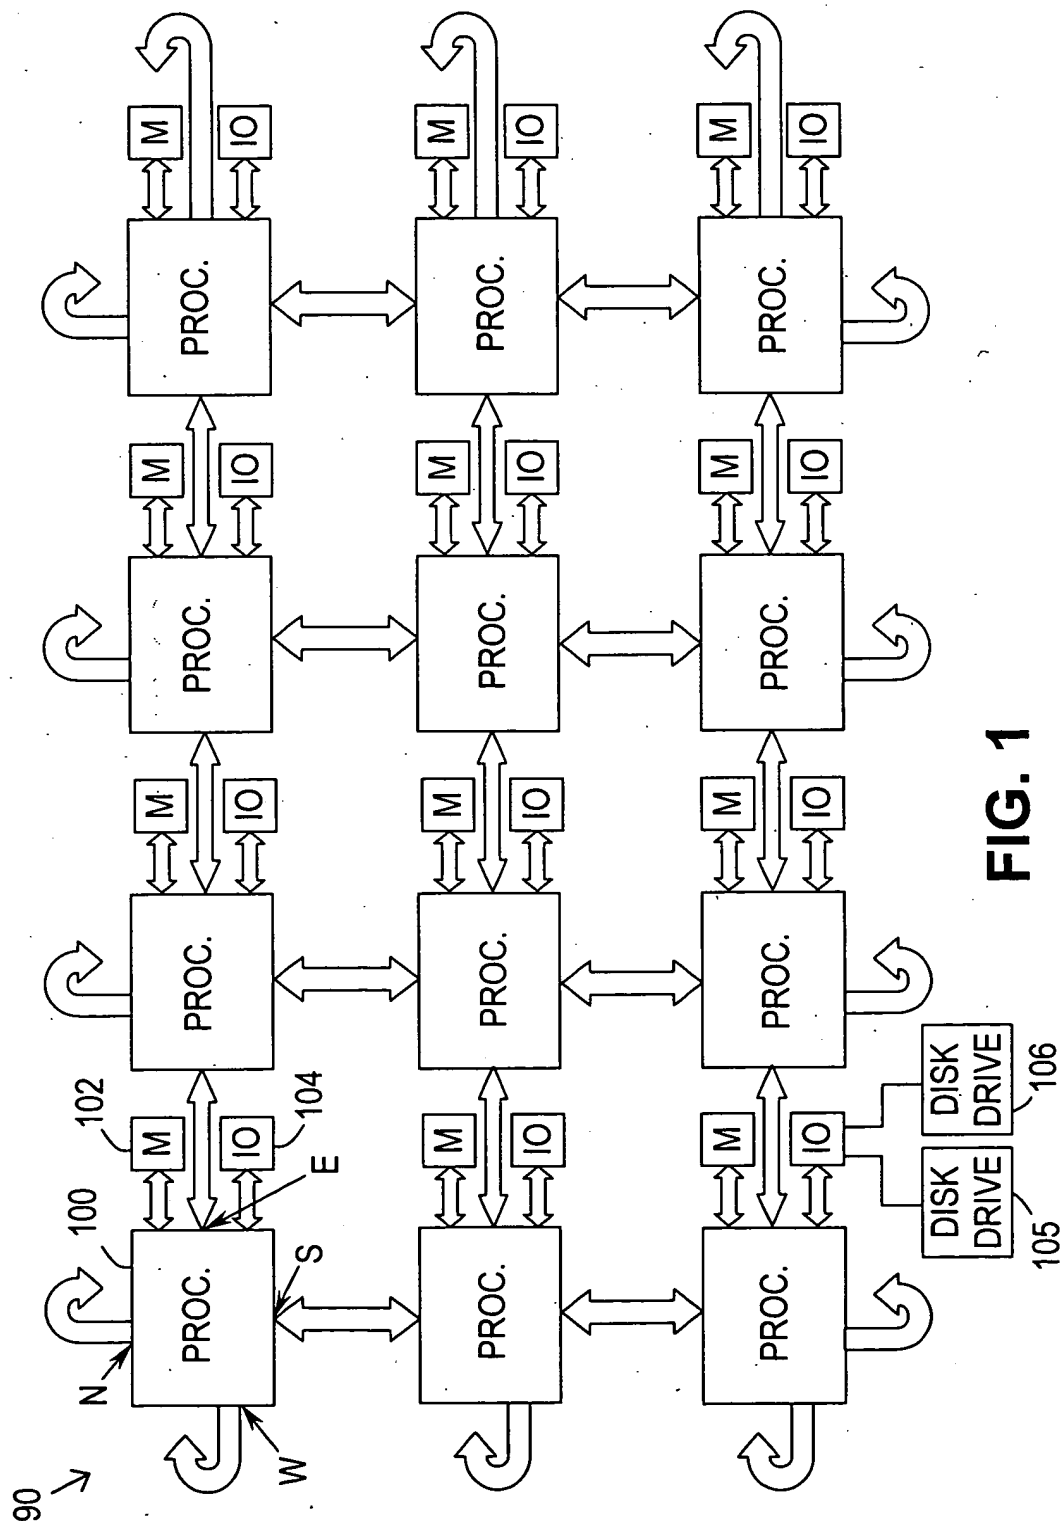 90
N 100 102
M M M M
PROC. PROC. PROC. PROC.
IO IO IO IO
W S E 104
M M M M
PROC. PROC. PROC. PROC.
IO IO IO IO
M M M M
PROC. PROC. PROC. PROC.
IO IO IO IO
DISK DISK
DRIVE DRIVE
105 106
FIG. 1